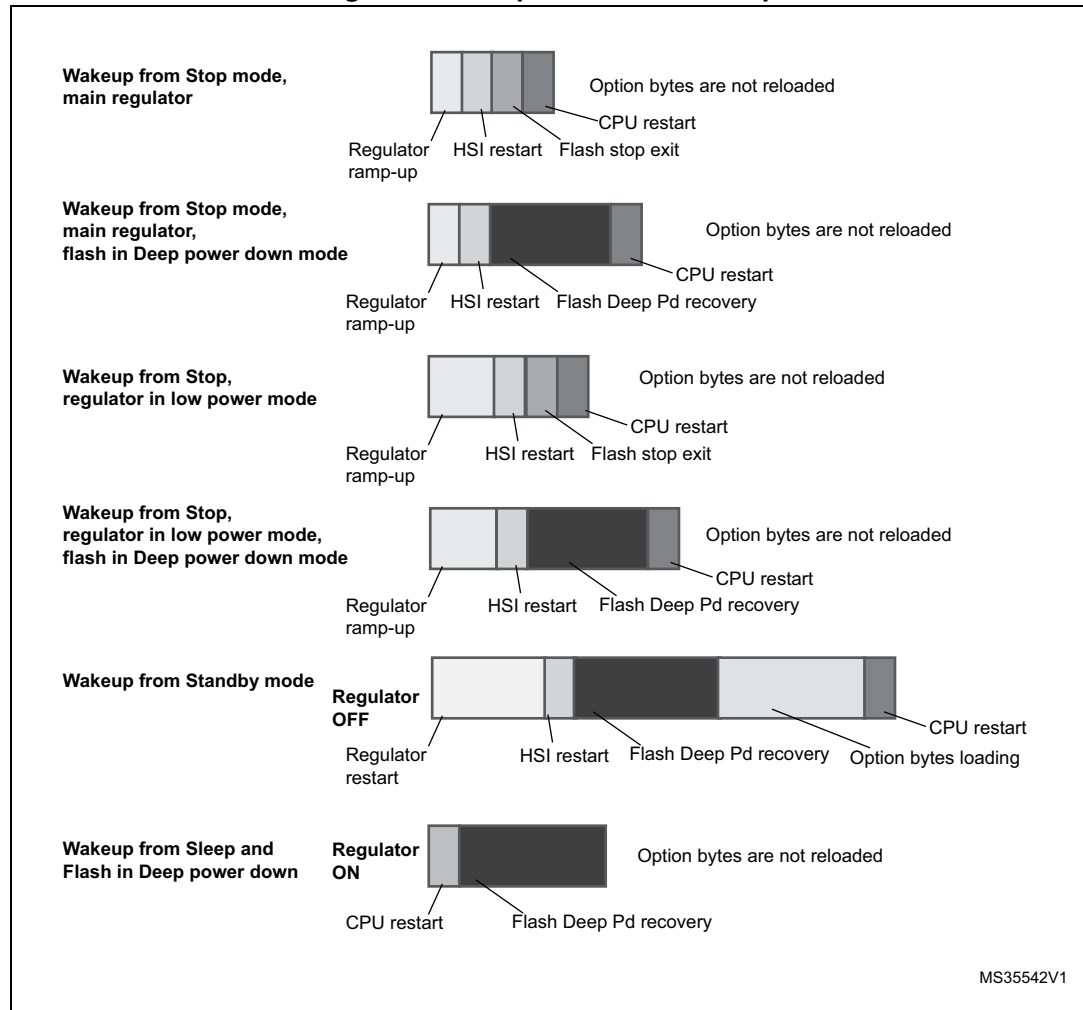 Wakeup from Stop mode,
main regulator
Option bytes are not reloaded
CPU restart
Regulator
ramp-up
HSI restart
Flash stop exit
Wakeup from Stop mode,
main regulator,
flash in Deep power down mode
Option bytes are not reloaded
CPU restart
Regulator
ramp-up
HSI restart
Flash Deep Pd recovery
Wakeup from Stop,
regulator in low power mode
Option bytes are not reloaded
CPU restart
Regulator
ramp-up
HSI restart
Flash stop exit
Wakeup from Stop,
regulator in low power mode,
flash in Deep power down mode
Option bytes are not reloaded
CPU restart
Regulator
ramp-up
HSI restart
Flash Deep Pd recovery
Wakeup from Standby mode
Regulator
OFF
CPU restart
Regulator
restart
HSI restart
Flash Deep Pd recovery
Option bytes loading
Wakeup from Sleep and
Flash in Deep power down
Regulator
ON
Option bytes are not reloaded
CPU restart
Flash Deep Pd recovery
MS35542V1